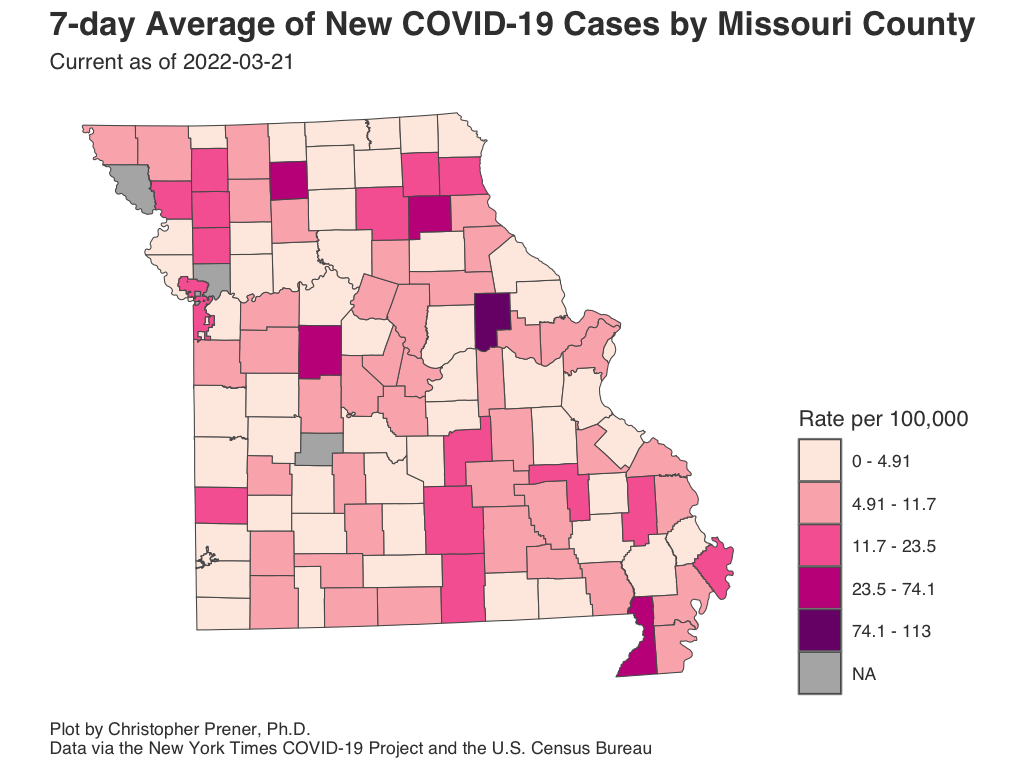 7-day Average of New COVID-19 Cases by Missouri County
Current as of 2022-03-21
Rate per 100,000
0 - 4.91
4.91 - 11.7
11.7 - 23.5
23.5 - 74.1
74.1 - 113
NA
Plot by Christopher Prener, Ph.D.
Data via the New York Times COVID-19 Project and the U.S. Census Bureau